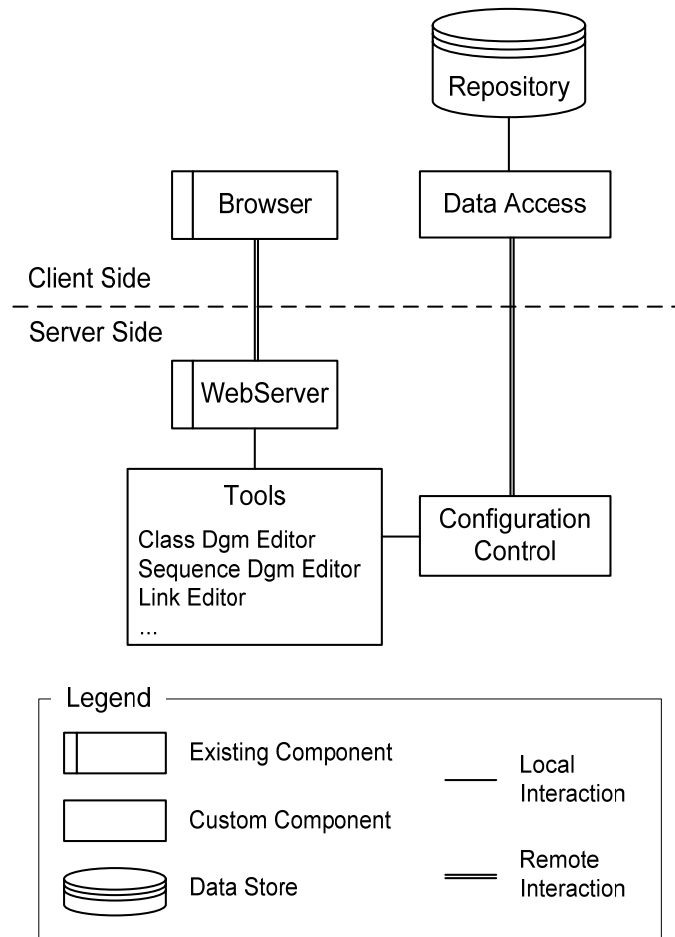 Repository
Browser
Data Access
Client Side
Server Side
WebServer
Tools
Class Dgm Editor
Sequence Dgm Editor
Link Editor
...
Configuration
Control
Legend
Existing Component
Custom Component
Data Store
Local
Interaction
Remote
Interaction